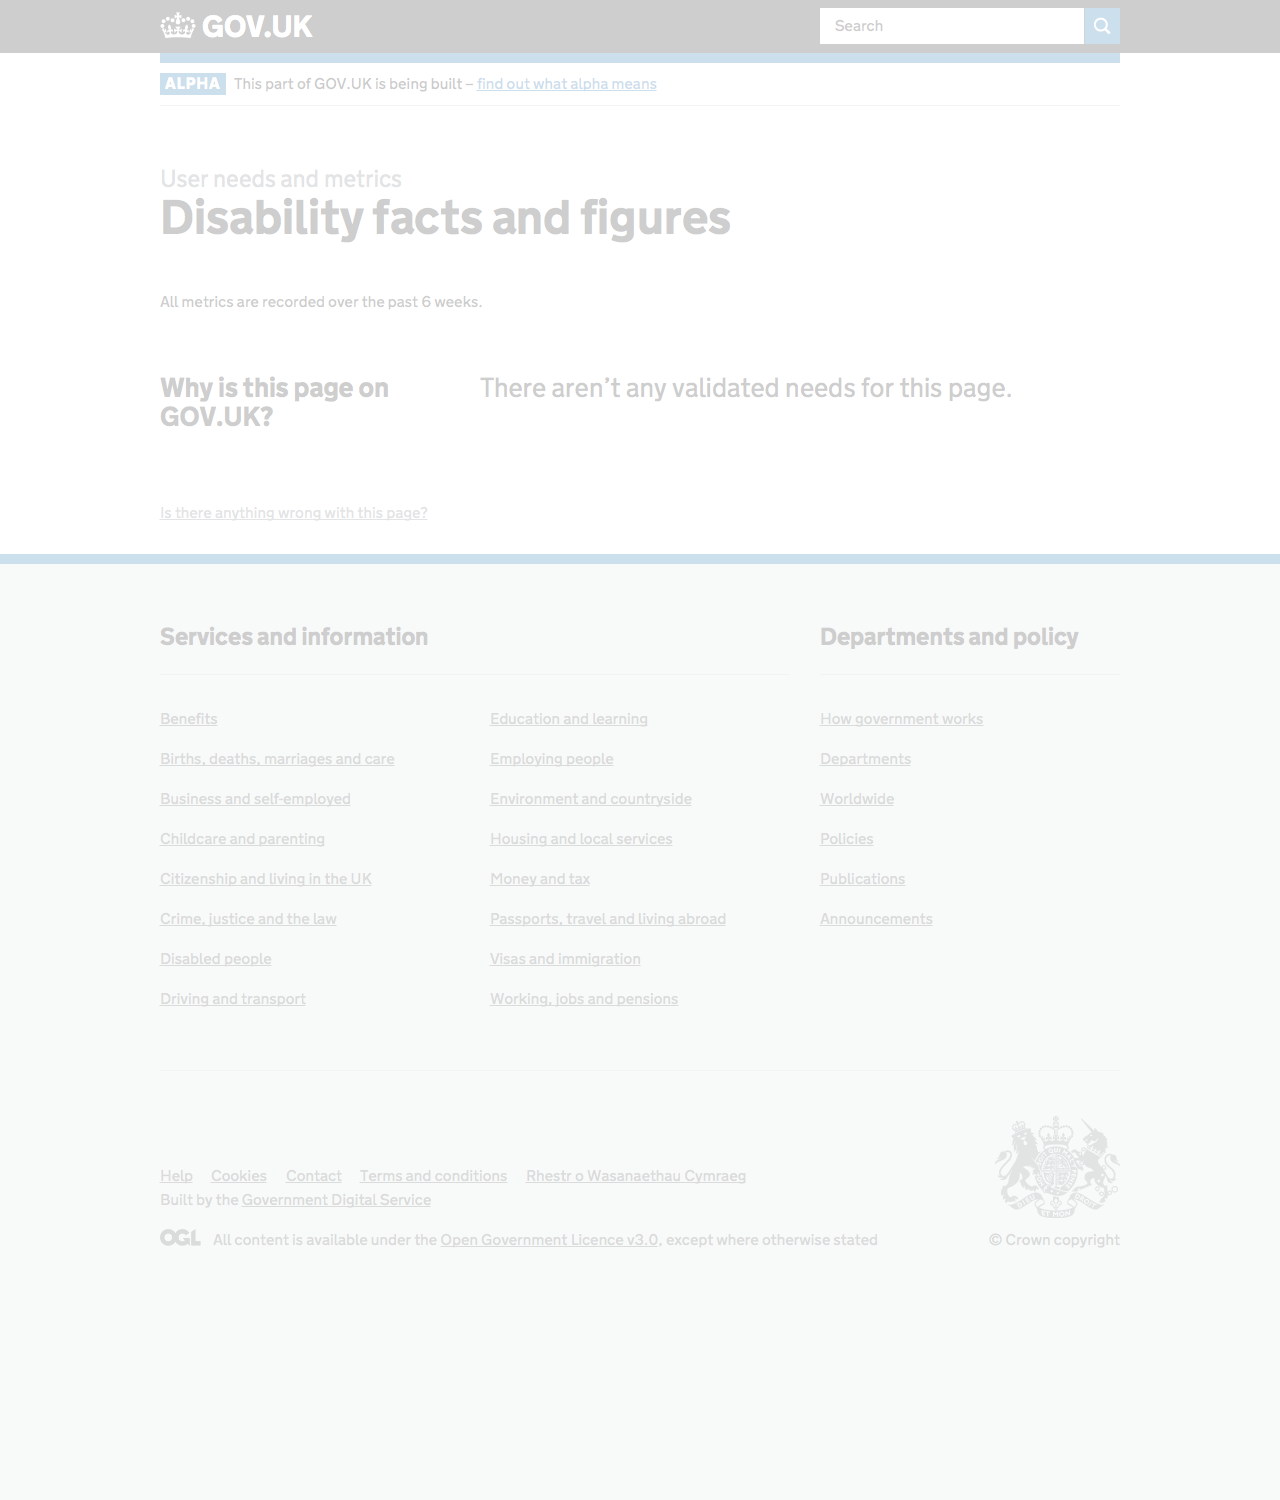 GOV.UK
Search
ALPHA This part of GOV.UK is being built – find out what alpha means
User needs and metrics
Disability facts and figures
All metrics are recorded over the past 6 weeks.
Why is this page on
GOV.UK?
There aren’t any validated needs for this page.
Is there anything wrong with this page?
Services and information
Departments and policy
Benefits
Births, deaths, marriages and care
Business and self-employed
Childcare and parenting
Citizenship and living in the UK
Crime, justice and the law
Disabled people
Driving and transport
Education and learning
Employing people
Environment and countryside
Housing and local services
Money and tax
Passports, travel and living abroad
Visas and immigration
Working, jobs and pensions
How government works
Departments
Worldwide
Policies
Publications
Announcements
Help Cookies Contact Terms and conditions Rhestr o Wasanaethau Cymraeg
Built by the Government Digital Service
OGL All content is available under the Open Government Licence v3.0, except where otherwise stated
© Crown copyright